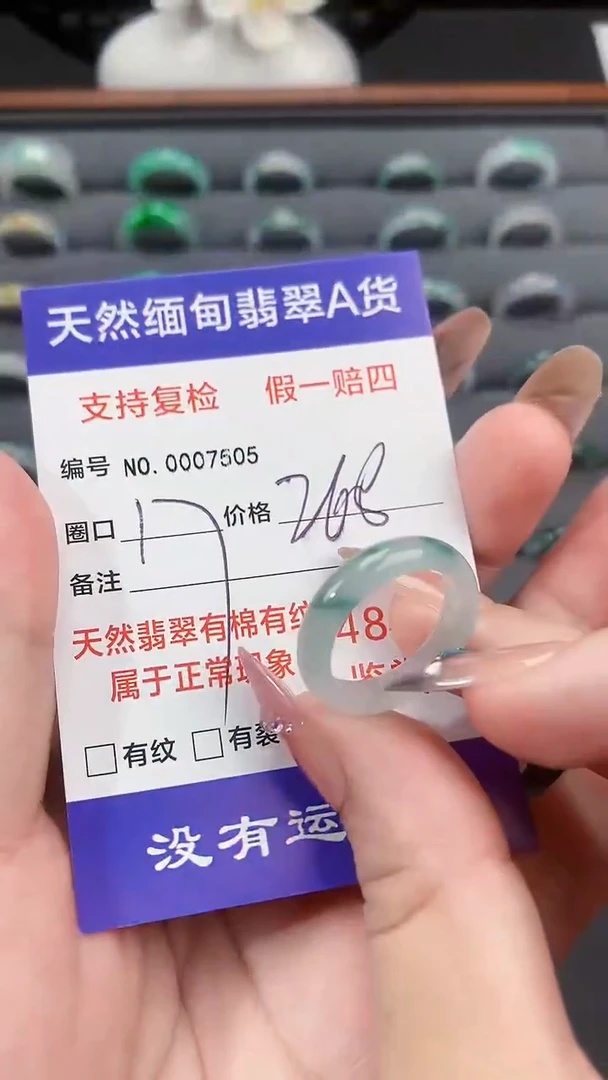 天然缅甸翡翠A货
支持复检 假一赔四
编号 NO.0007505
圈口 17 价格 268
备注
天然翡翠有棉有纹 48
属于正常现象
有纹 有裂
没有运